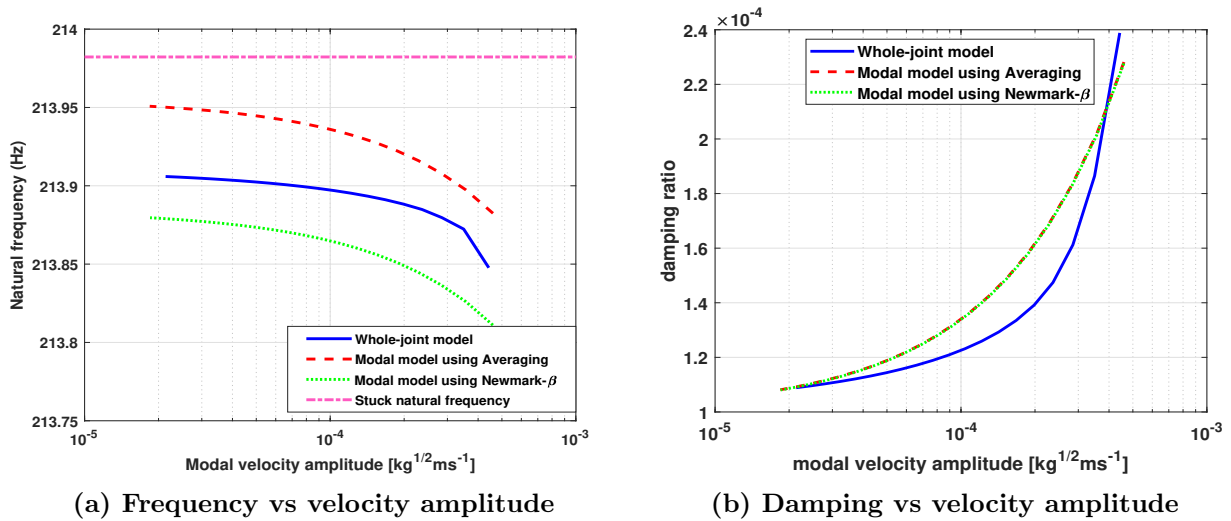 214
213.95
213.9
213.85
213.8
213.75
Natural frequency (Hz)
Whole-joint model
Modal model using Averaging
Modal model using Newmark-β
Stuck natural frequency
10^-5
10^-4
10^-3
Modal velocity amplitude [kg^1/2ms^-1]
(a) Frequency vs velocity amplitude
×10^-4
2.4
2.2
2
1.8
1.6
1.4
1.2
1
damping ratio
Whole-joint model
Modal model using Averaging
Modal model using Newmark-β
10^-5
10^-4
10^-3
modal velocity amplitude [kg^1/2ms^-1]
(b) Damping vs velocity amplitude